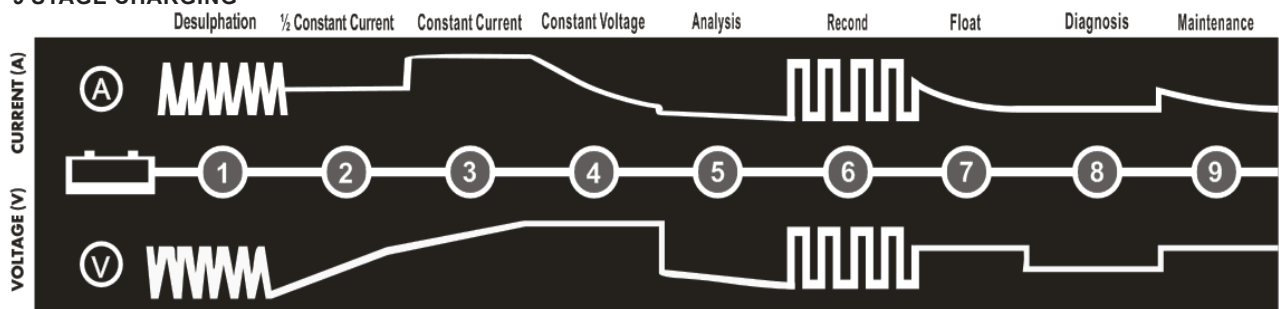 9 STAGE CHARGING
Desulphation ½ Constant Current Constant Current Constant Voltage Analysis Recond Float Diagnosis Maintenance
CURRENT (A)
A
1 2 3 4 5 6 7 8 9
VOLTAGE (V)
V